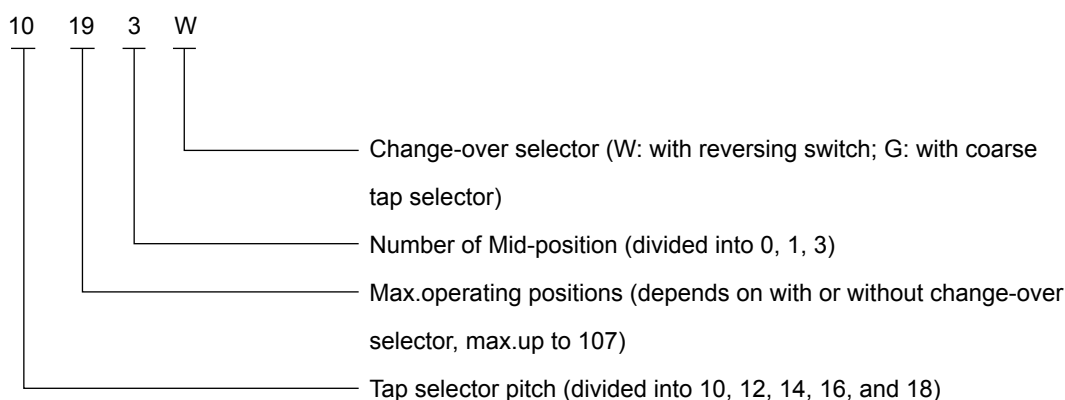 10 19 3 W
Change-over selector (W: with reversing switch; G: with coarse
tap selector)
Number of Mid-position (divided into 0, 1, 3)
Max.operating positions (depends on with or without change-over
selector, max.up to 107)
Tap selector pitch (divided into 10, 12, 14, 16, and 18)